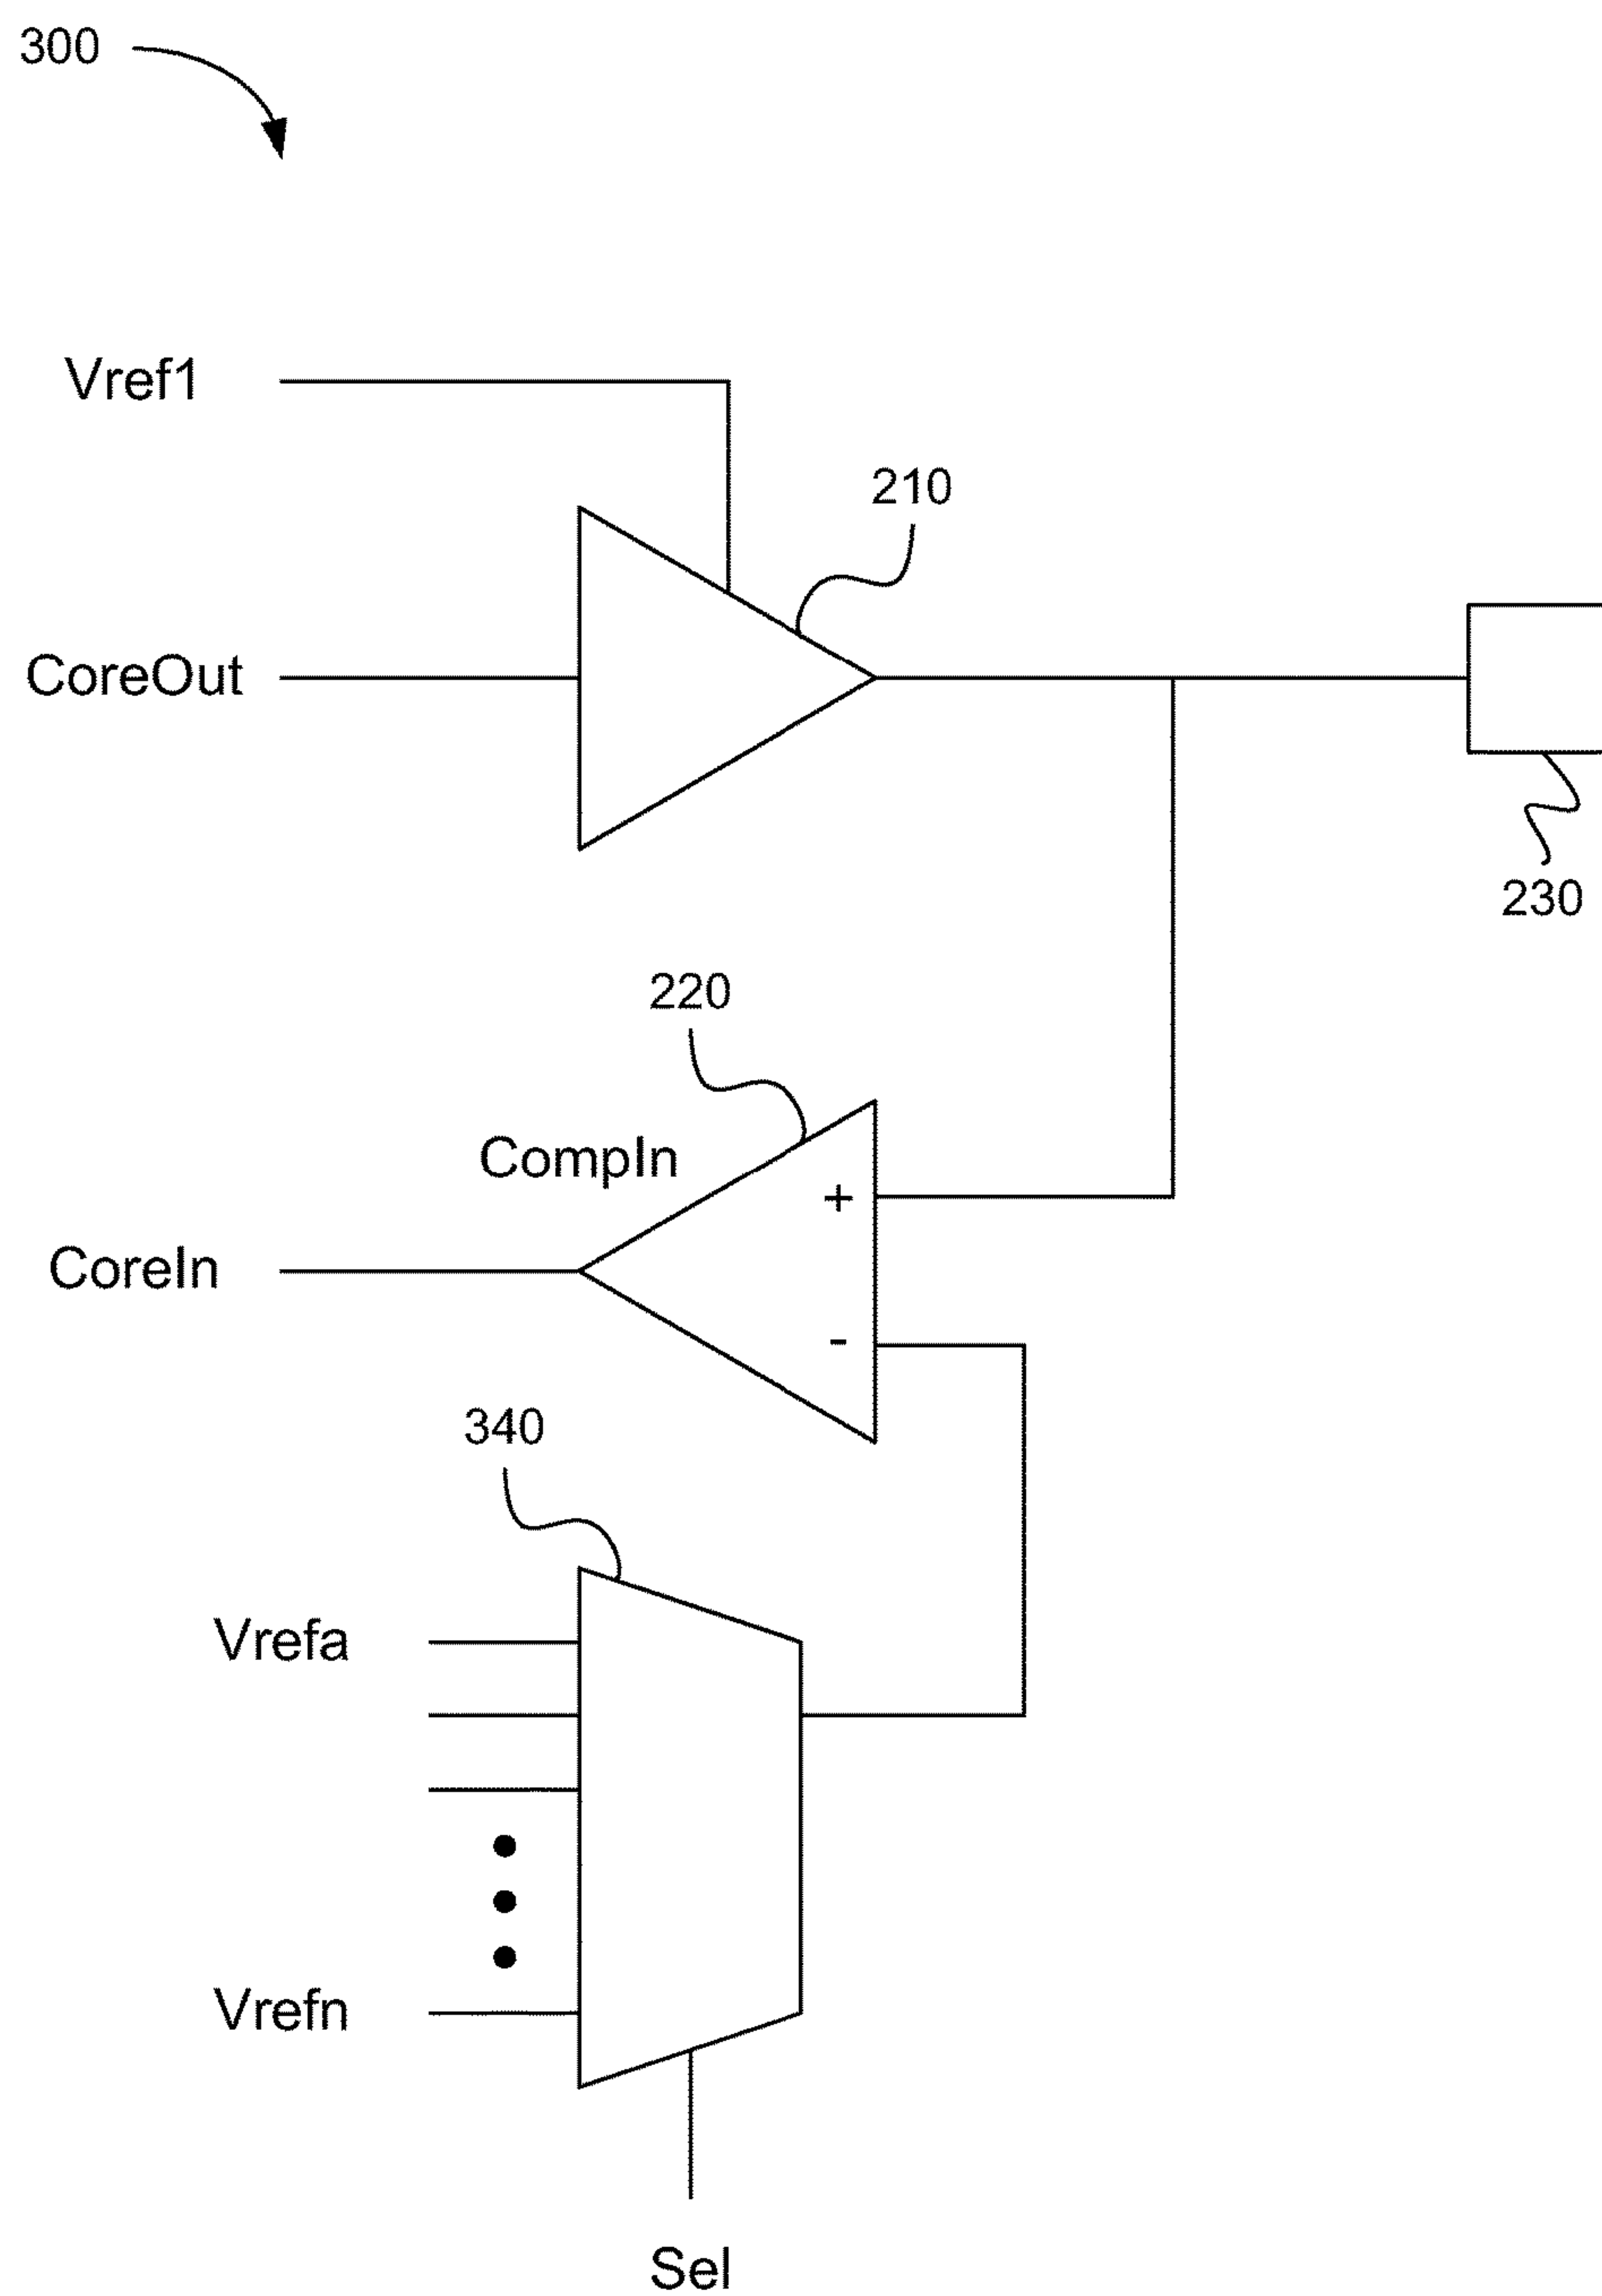 300
Vref1
210
CoreOut
230
220
CompIn
+
CoreIn
-
340
Vrefa
Vrefn
Sel